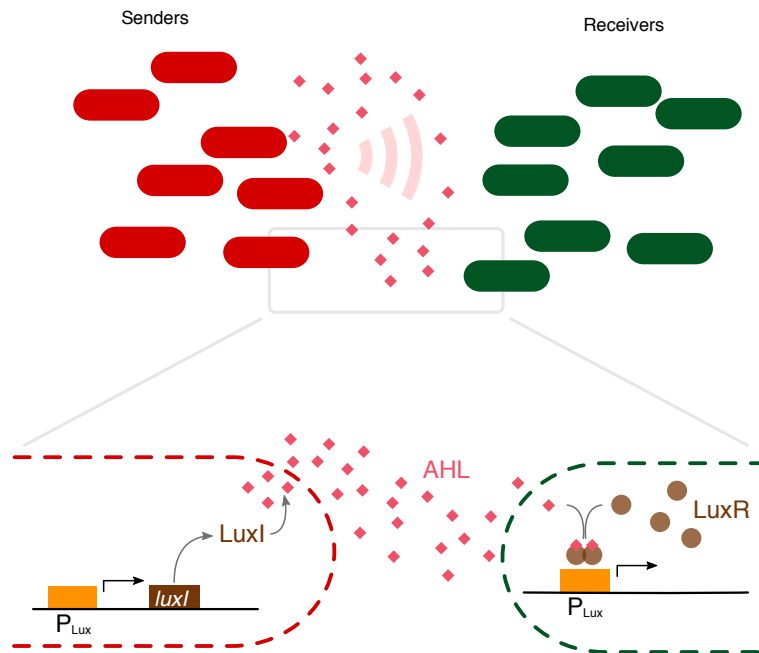 Senders
Receivers
AHL
LuxR
LuxI
luxI
PLux
PLux